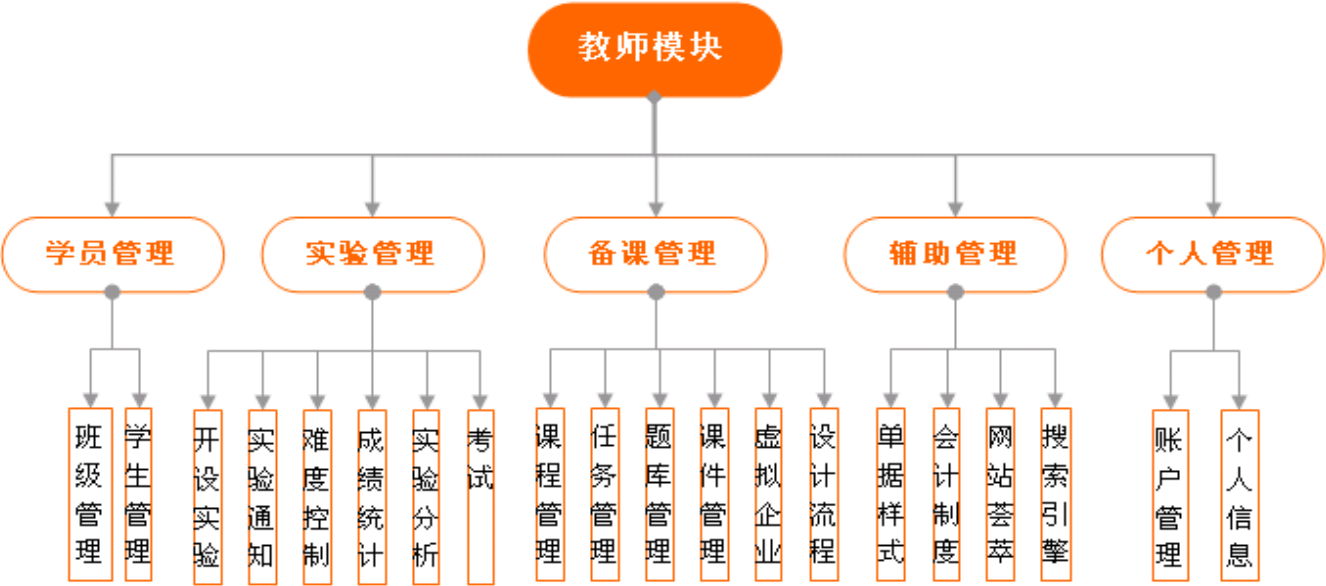 教师模块
学员管理
实验管理
备课管理
辅助管理
个人管理
班级管理
学生管理
开设实验
实验通知
难度控制
成绩统计
实验分析
考试
课程管理
任务管理
题库管理
课件管理
虚拟企业
设计流程
单据样式
会计制度
网站荟萃
搜索引擎
账户管理
个人信息